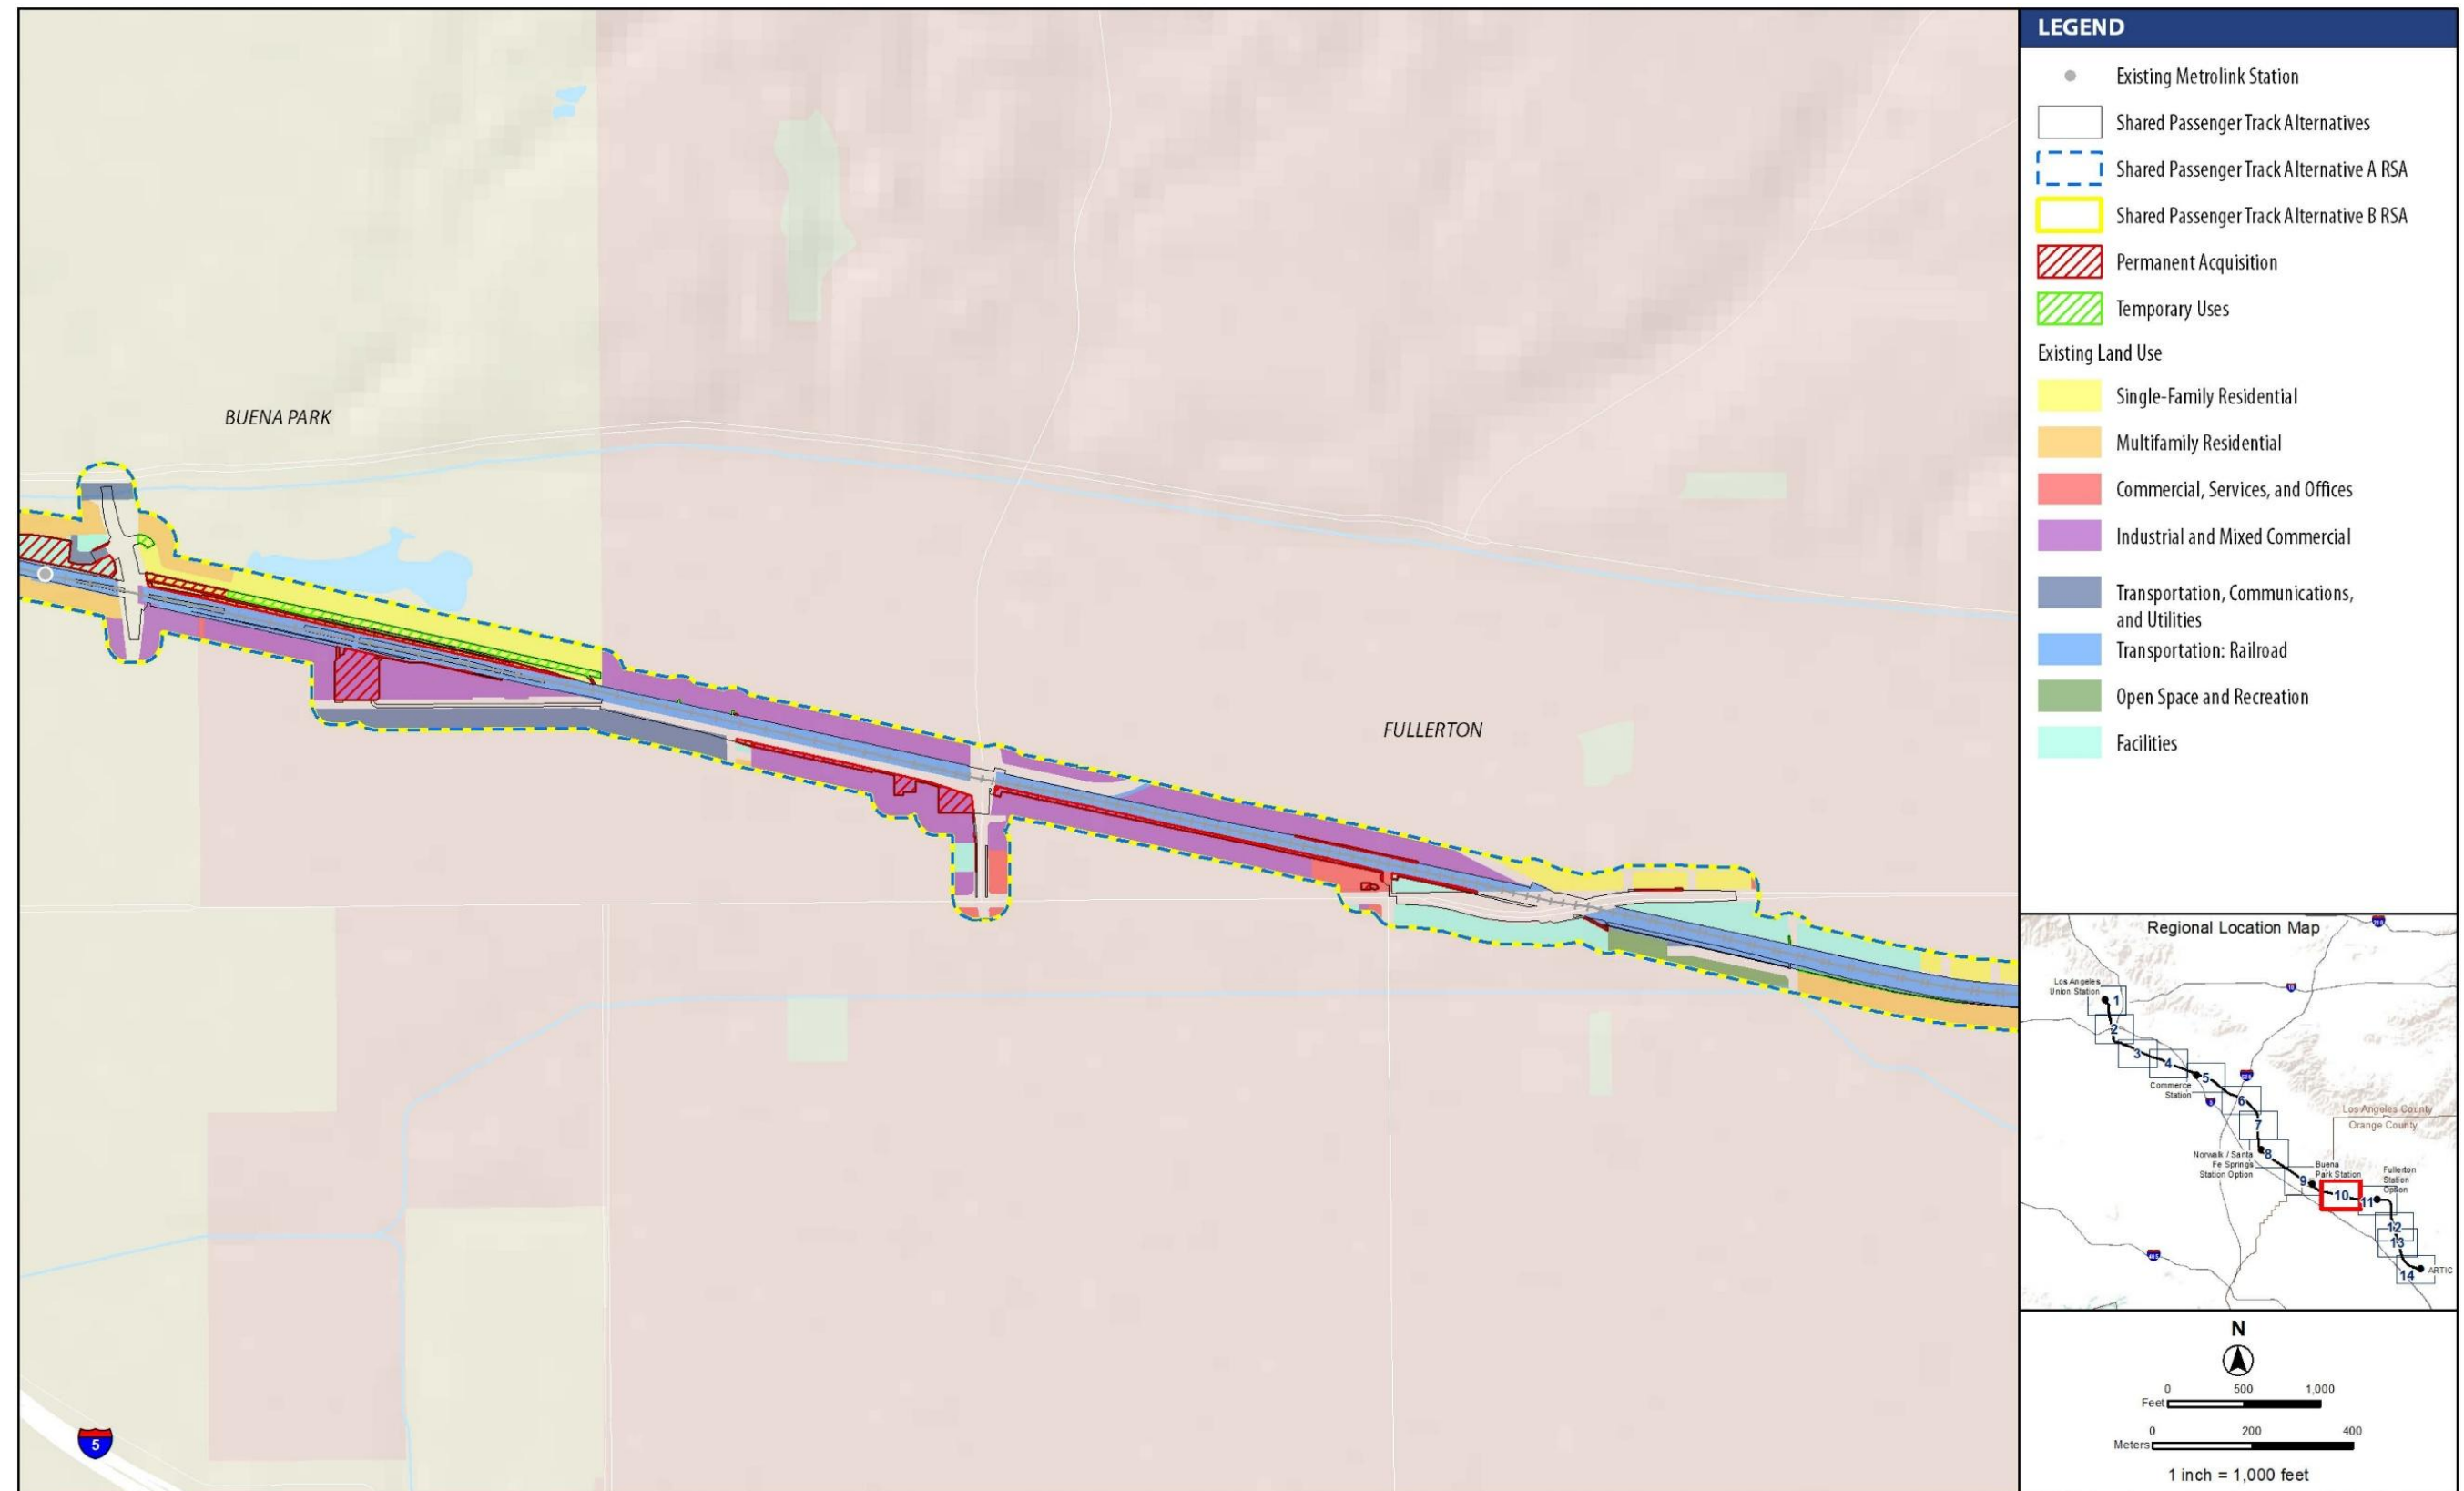 BUENA PARK
FULLERTON
5
LEGEND
Existing Metrolink Station
Shared Passenger Track Alternatives
Shared Passenger Track Alternative A RSA
Shared Passenger Track Alternative B RSA
Permanent Acquisition
Temporary Uses
Existing Land Use
Single-Family Residential
Multifamily Residential
Commercial, Services, and Offices
Industrial and Mixed Commercial
Transportation, Communications,
and Utilities
Transportation: Railroad
Open Space and Recreation
Facilities
Regional Location Map
Los Angeles
Union Station
1
2
3
4
5
Commerce
Station
6
7
Los Angeles County
Orange County
8
Norwalk / Santa
Fe Springs
Station Option
9
Buena
Park Station
Fullerton
Station
Option
10
11
12
13
14
ARTIC
N
0 500 1,000
Feet
0 200 400
Meters
1 inch = 1,000 feet